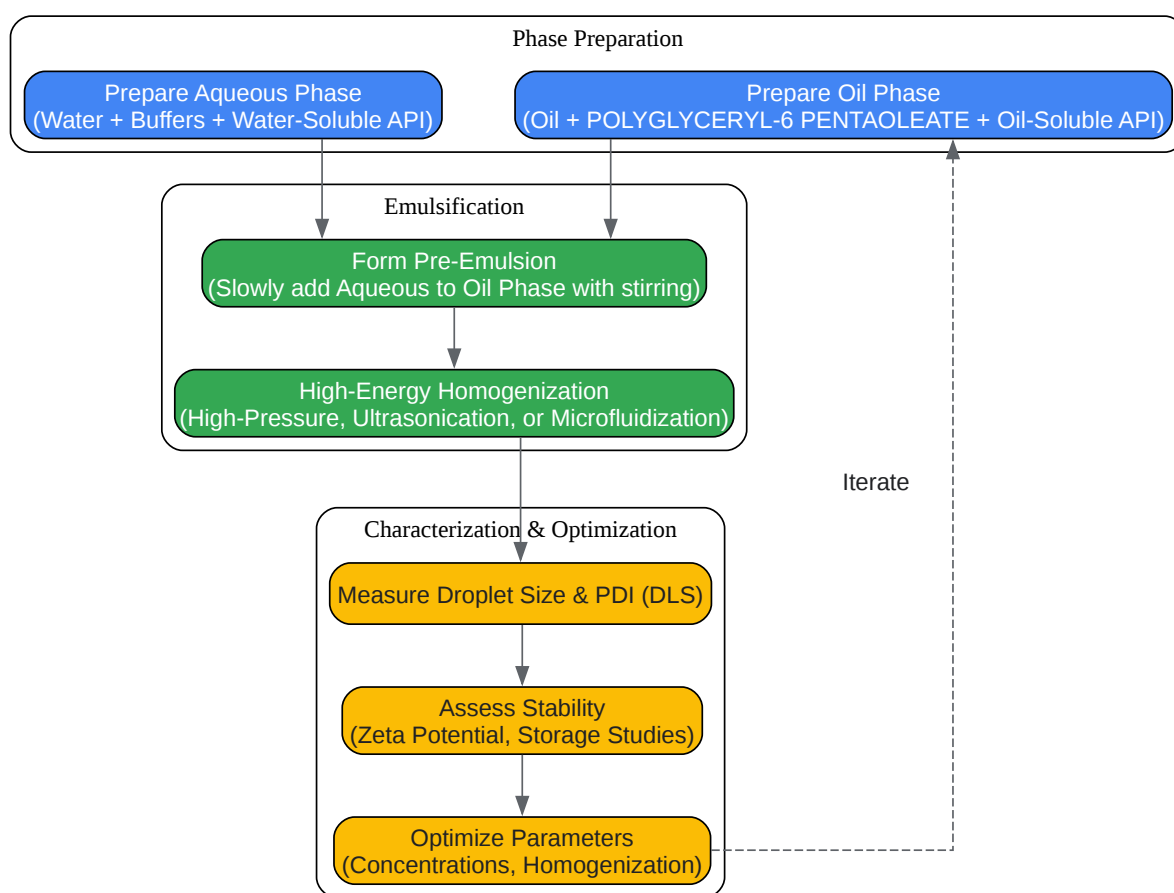 Phase Preparation
Prepare Aqueous Phase
(Water + Buffers + Water-Soluble API)
Prepare Oil Phase
(Oil + POLYGLYCERYL-6 PENTAOLEATE + Oil-Soluble API)
Emulsification
Form Pre-Emulsion
(Slowly add Aqueous to Oil Phase with stirring)
High-Energy Homogenization
(High-Pressure, Ultrasonication, or Microfluidization)
Iterate
Characterization & Optimization
Measure Droplet Size & PDI (DLS)
Assess Stability
(Zeta Potential, Storage Studies)
Optimize Parameters
(Concentrations, Homogenization)